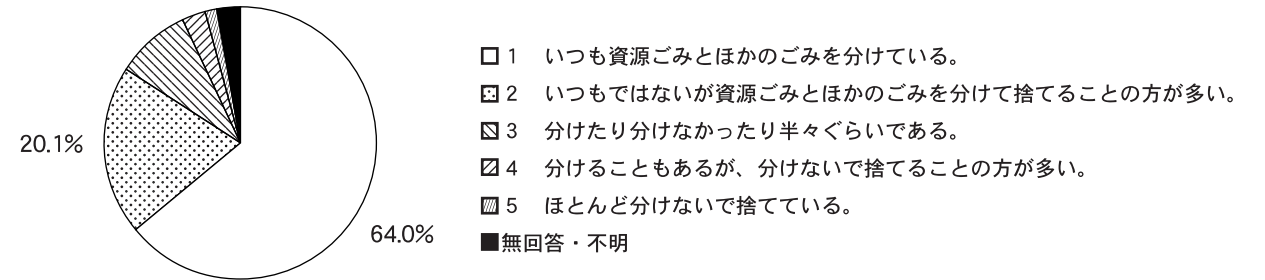 1 いつも資源ごみとほかのごみを分けている。
2 いつもではないが資源ごみとほかのごみを分けて捨てることの方が多い。
20.1%
3 分けたり分けなかったり半々ぐらいである。
4 分けることもあるが、分けないで捨てることの方が多い。
5 ほとんど分けないで捨てている。
64.0%
無回答・不明